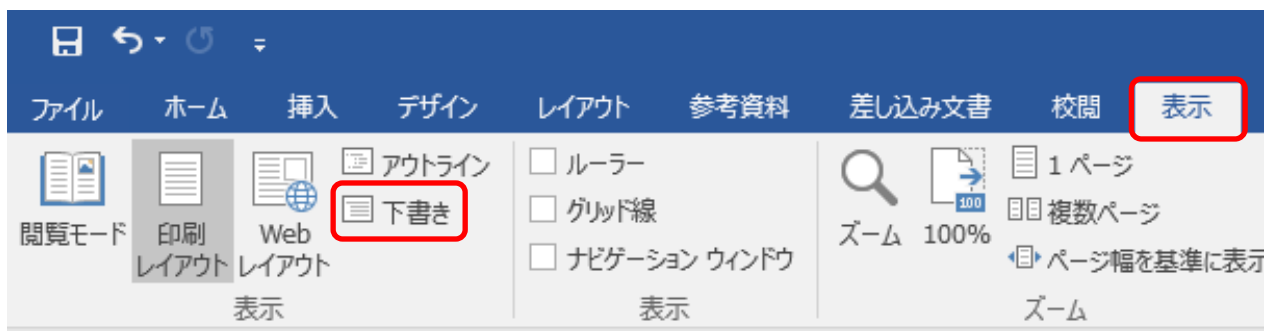 ファイル ホーム 挿入 デザイン レイアウト 参考資料 差し込み文書 校閲 表示
閲覧モード
印刷
レイアウト
Web
レイアウト
アウトライン
下書き
表示
ルーラー
グリッド線
ナビゲーション ウィンドウ
表示
ズーム
100
100%
1 ページ
複数ページ
ページ幅を基準に表示
ズーム